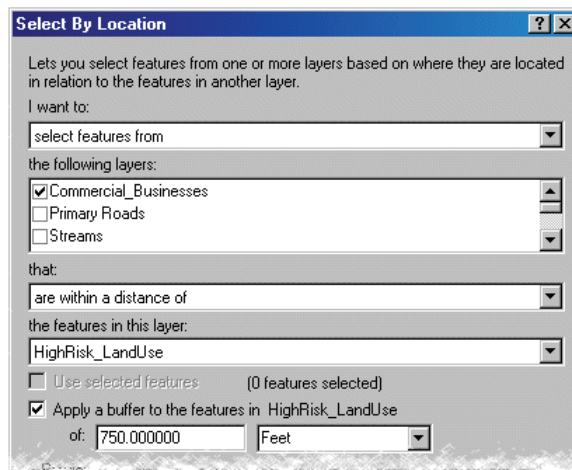 Select By Location
Lets you select features from one or more layers based on where they are located
in relation to the features in another layer.
I want to:
select features from
the following layers:
Commercial_Businesses
Primary Roads
Streams
that:
are within a distance of
the features in this layer:
HighRisk_LandUse
Use selected features (0 features selected)
Apply a buffer to the features in HighRisk_LandUse
of: 750.000000 Feet